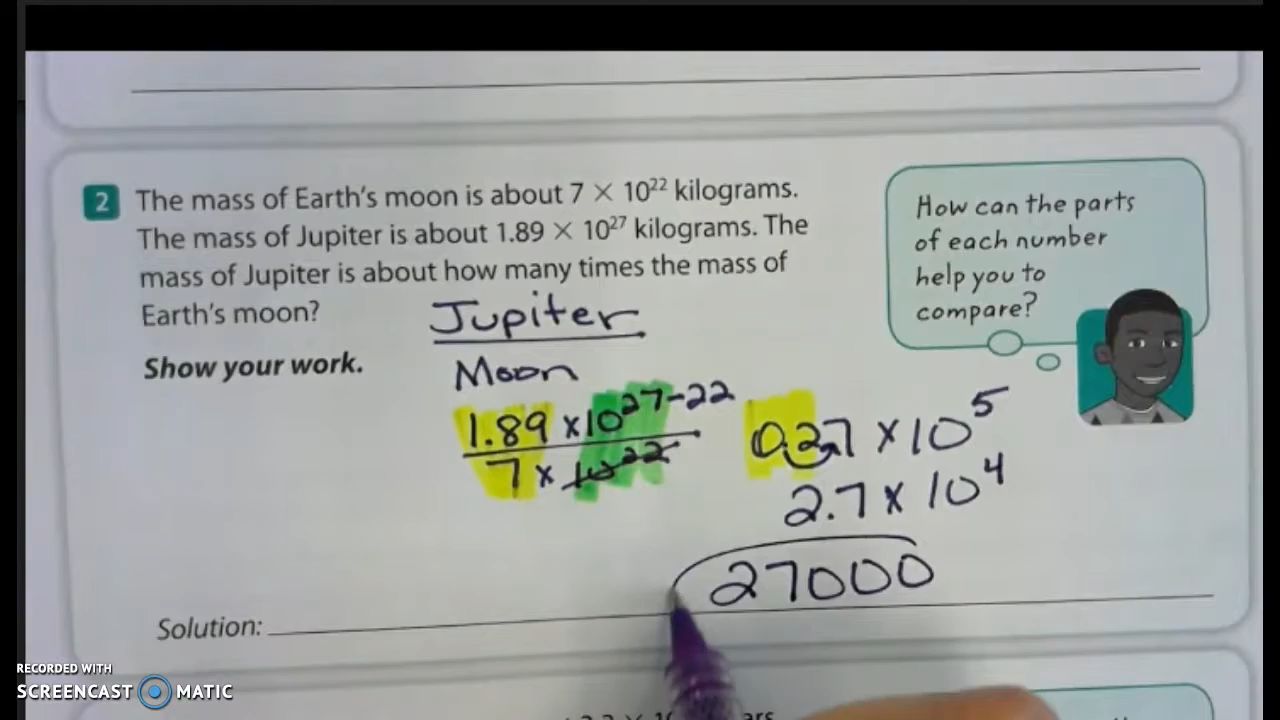 2 The mass of Earth's moon is about 7 × 10²² kilograms.
The mass of Jupiter is about 1.89 × 10²⁷ kilograms. The
mass of Jupiter is about how many times the mass of
Earth's moon?
Show your work.
How can the parts
of each number
help you to
compare?
Jupiter
Moon
1.89 × 10²⁷⁻²²
7 × 10²²
0.27 × 10⁵
2.7 × 10⁴
27000
Solution:
RECORDED WITH
SCREENCAST MATIC